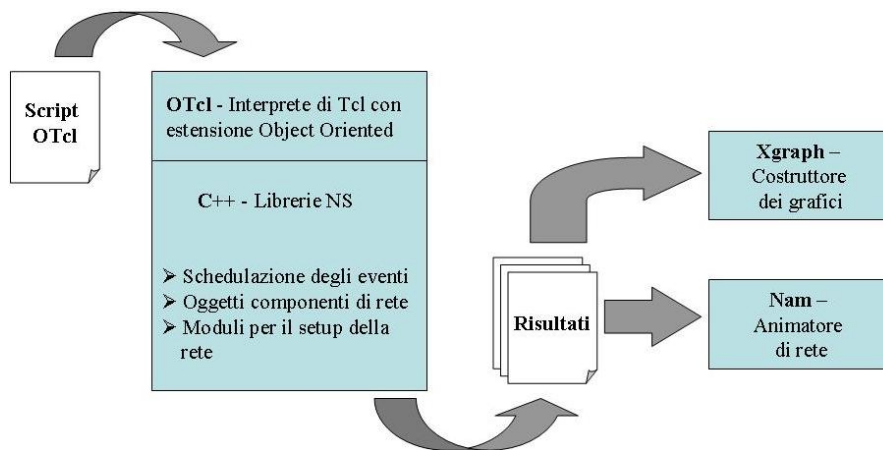 Script
OTcl
OTcl - Interprete di Tcl con
estensione Object Oriented
C++ - Librerie NS
➢ Schedulazione degli eventi
➢ Oggetti componenti di rete
➢ Moduli per il setup della
rete
Risultati
Xgraph –
Costruttore
dei grafici
Nam –
Animatore
di rete